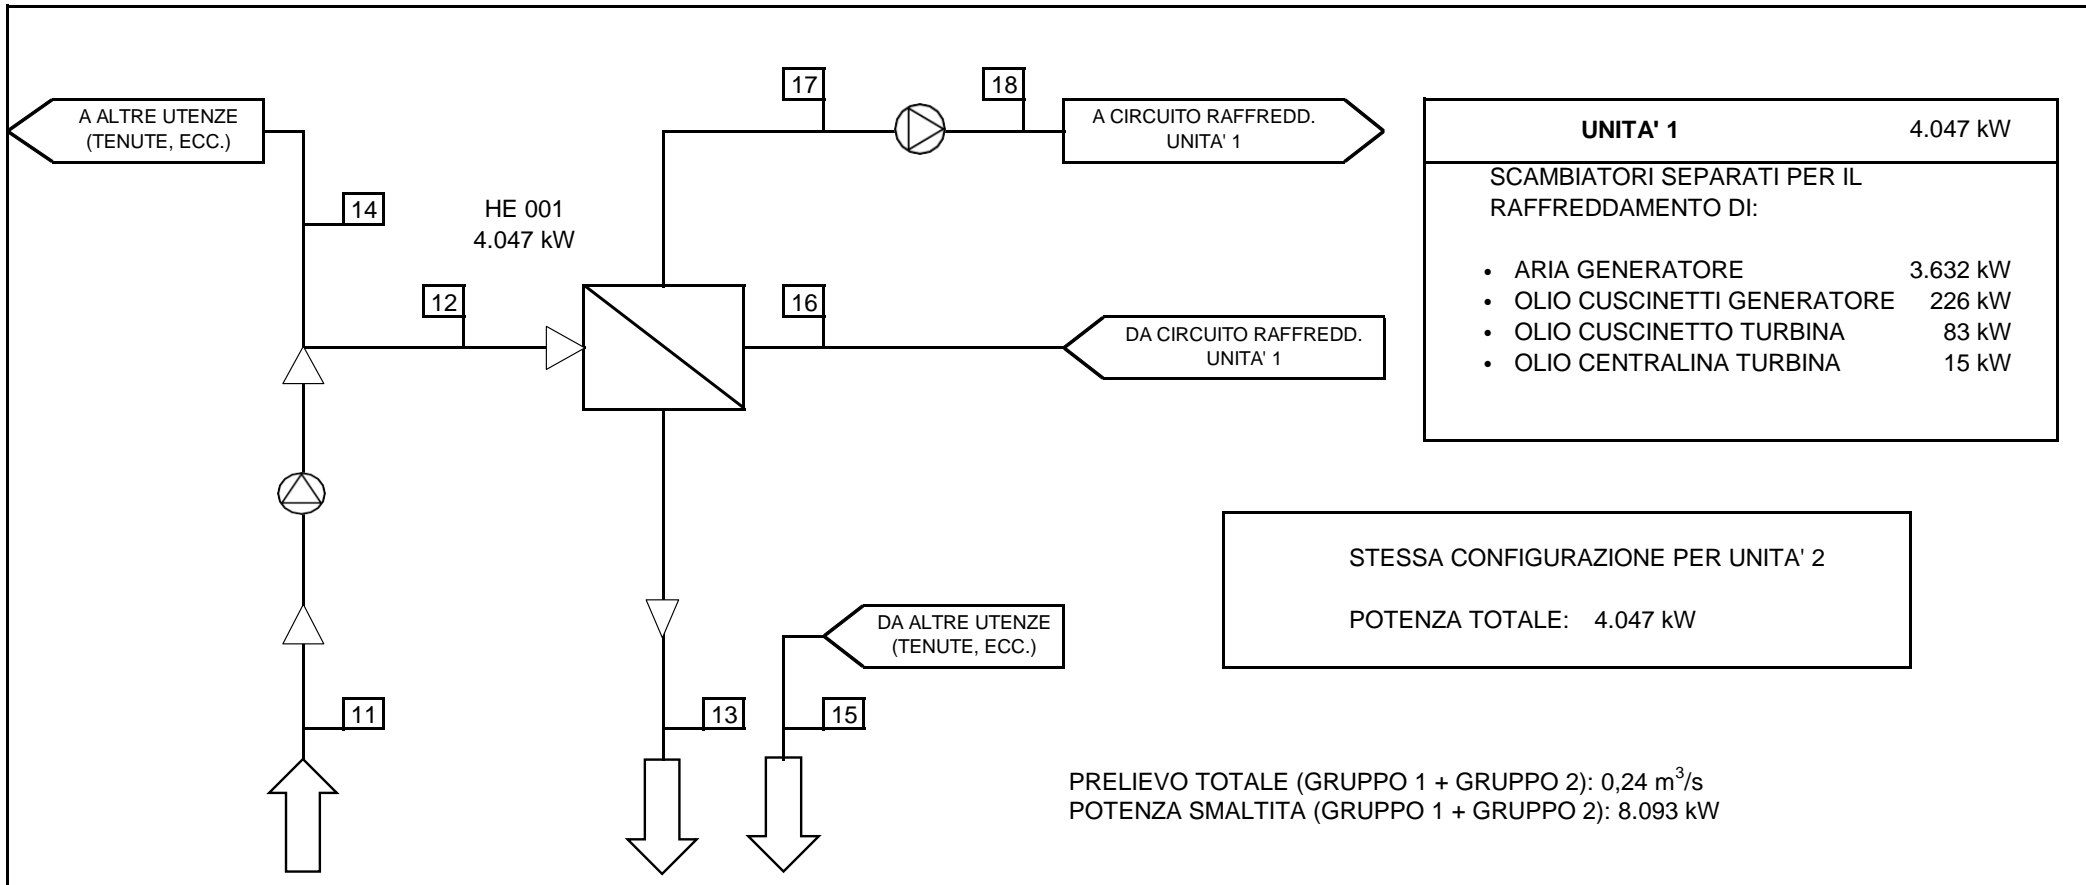 17
18
A ALTRE UTENZE
(TENUTE, ECC.)
A CIRCUITO RAFFREDD.
UNITA' 1
UNITA' 1 4.047 kW
SCAMBIATORI SEPARATI PER IL
RAFFREDDAMENTO DI:
14
HE 001
4.047 kW
• ARIA GENERATORE 3.632 kW
• OLIO CUSCINETTI GENERATORE 226 kW
• OLIO CUSCINETTO TURBINA 83 kW
• OLIO CENTRALINA TURBINA 15 kW
12
16
DA CIRCUITO RAFFREDD.
UNITA' 1
STESSA CONFIGURAZIONE PER UNITA' 2
POTENZA TOTALE: 4.047 kW
DA ALTRE UTENZE
(TENUTE, ECC.)
11
13
15
PRELIEVO TOTALE (GRUPPO 1 + GRUPPO 2): 0,24 m³/s
POTENZA SMALTITA (GRUPPO 1 + GRUPPO 2): 8.093 kW